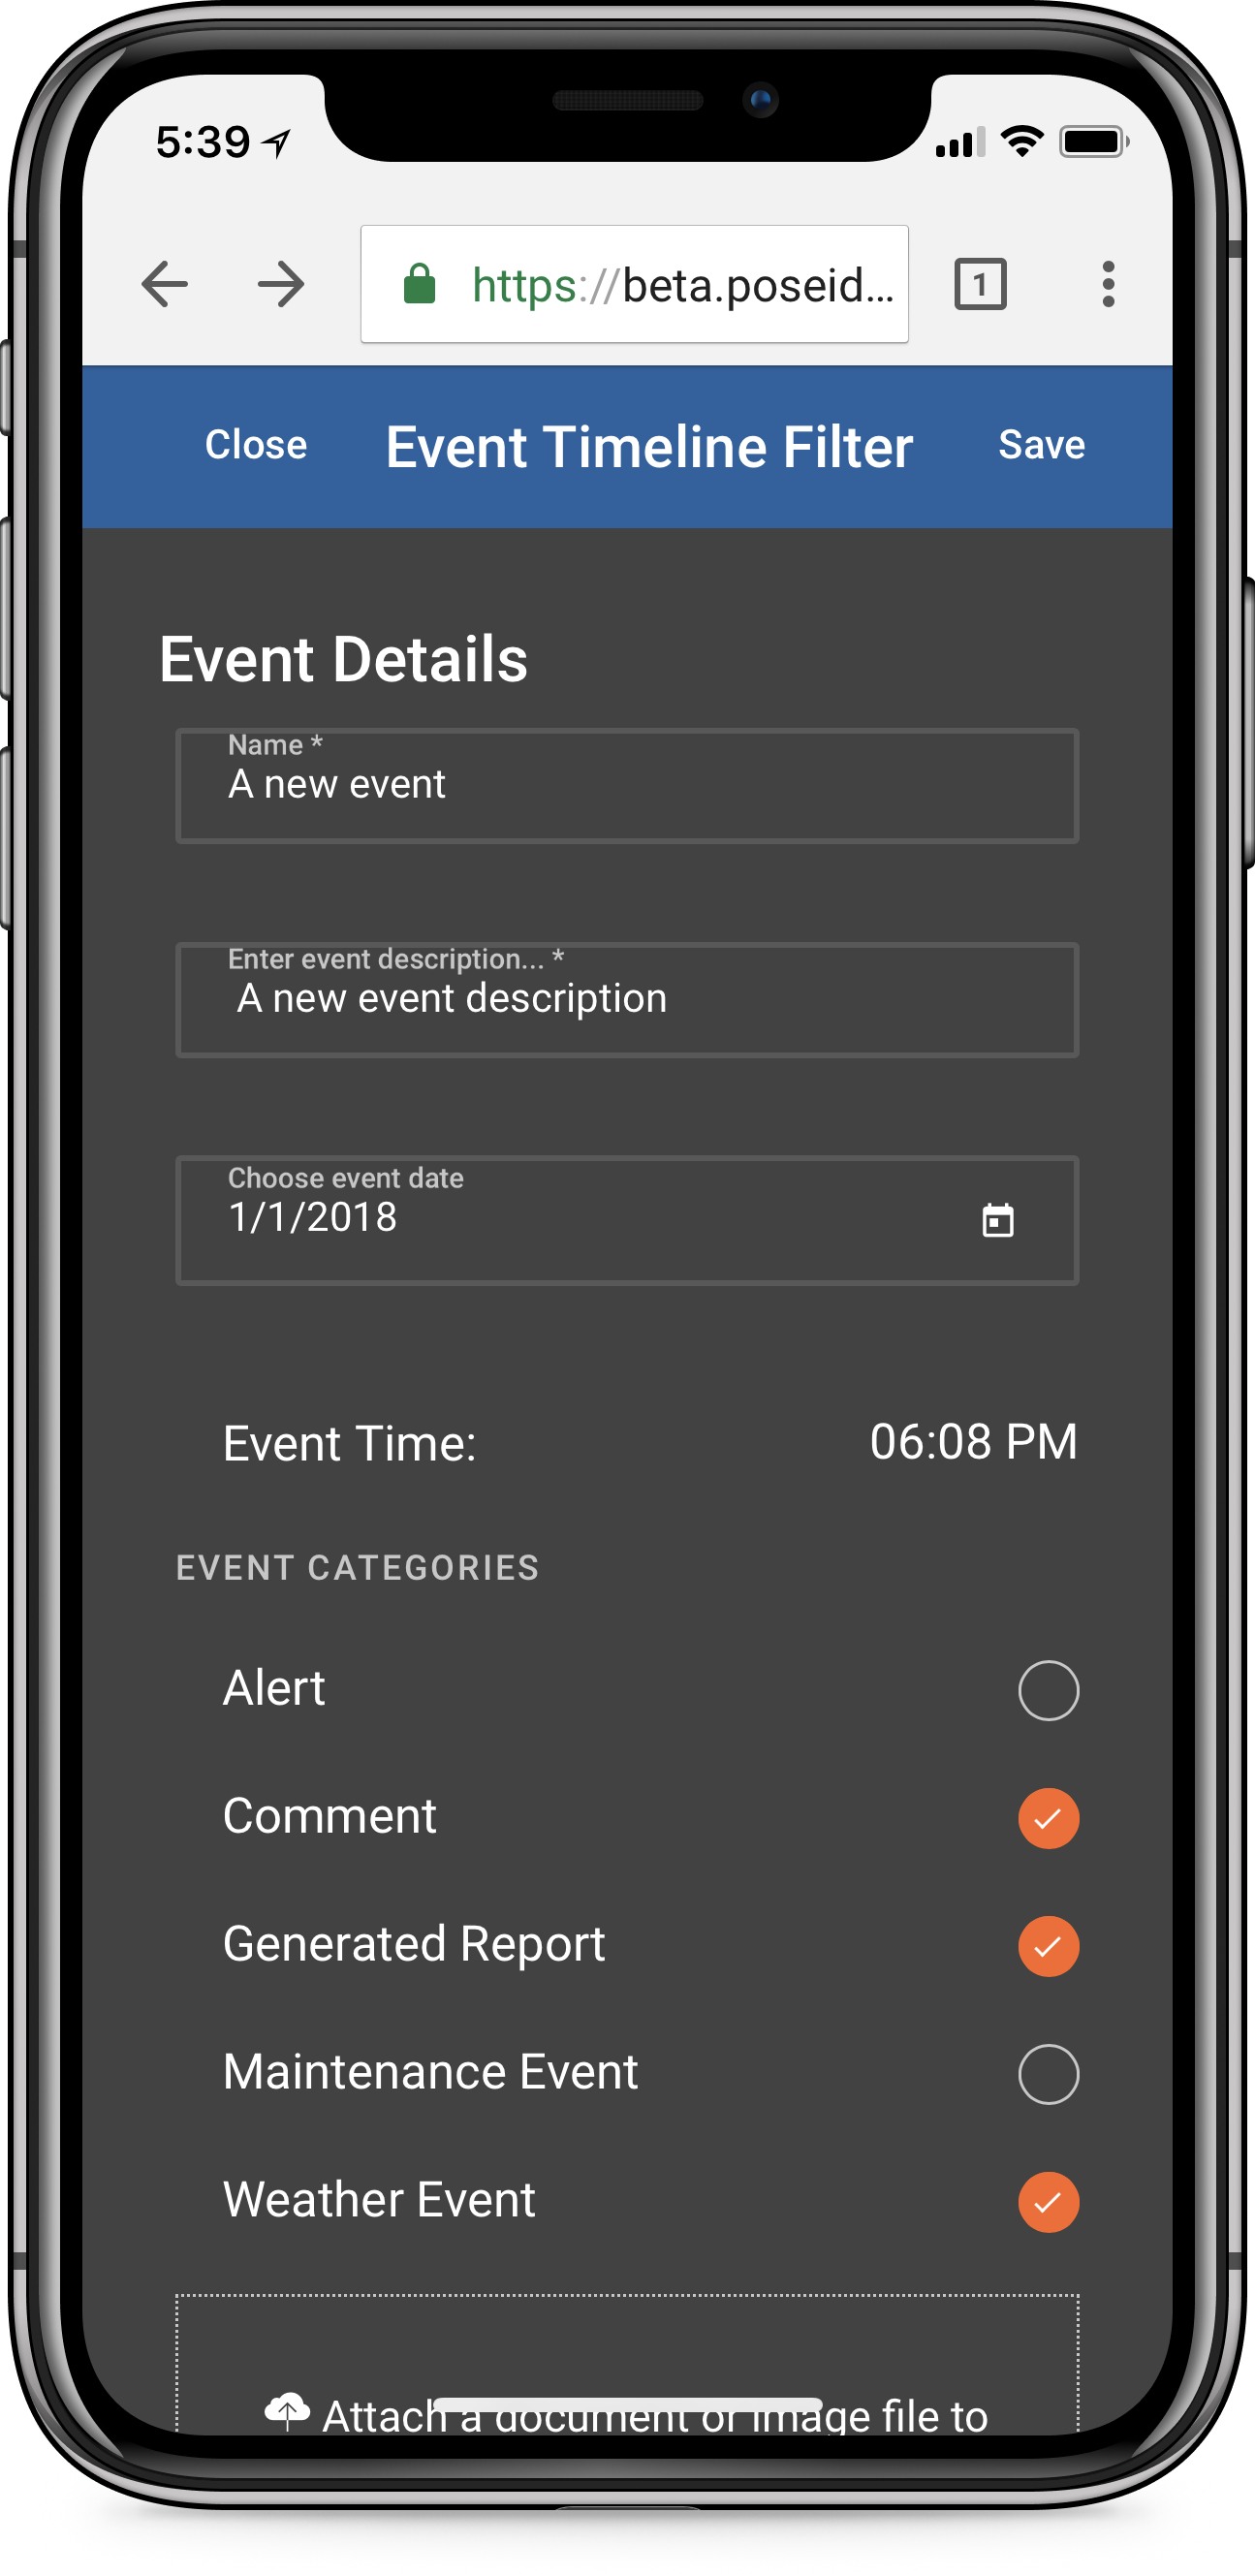 5:39
https://beta.poseid...
1
Close Event Timeline Filter Save
Event Details
Name *
A new event
Enter event description... *
A new event description
Choose event date
1/1/2018
Event Time: 06:08 PM
EVENT CATEGORIES
Alert
Comment
Generated Report
Maintenance Event
Weather Event
Attach a document or image file to